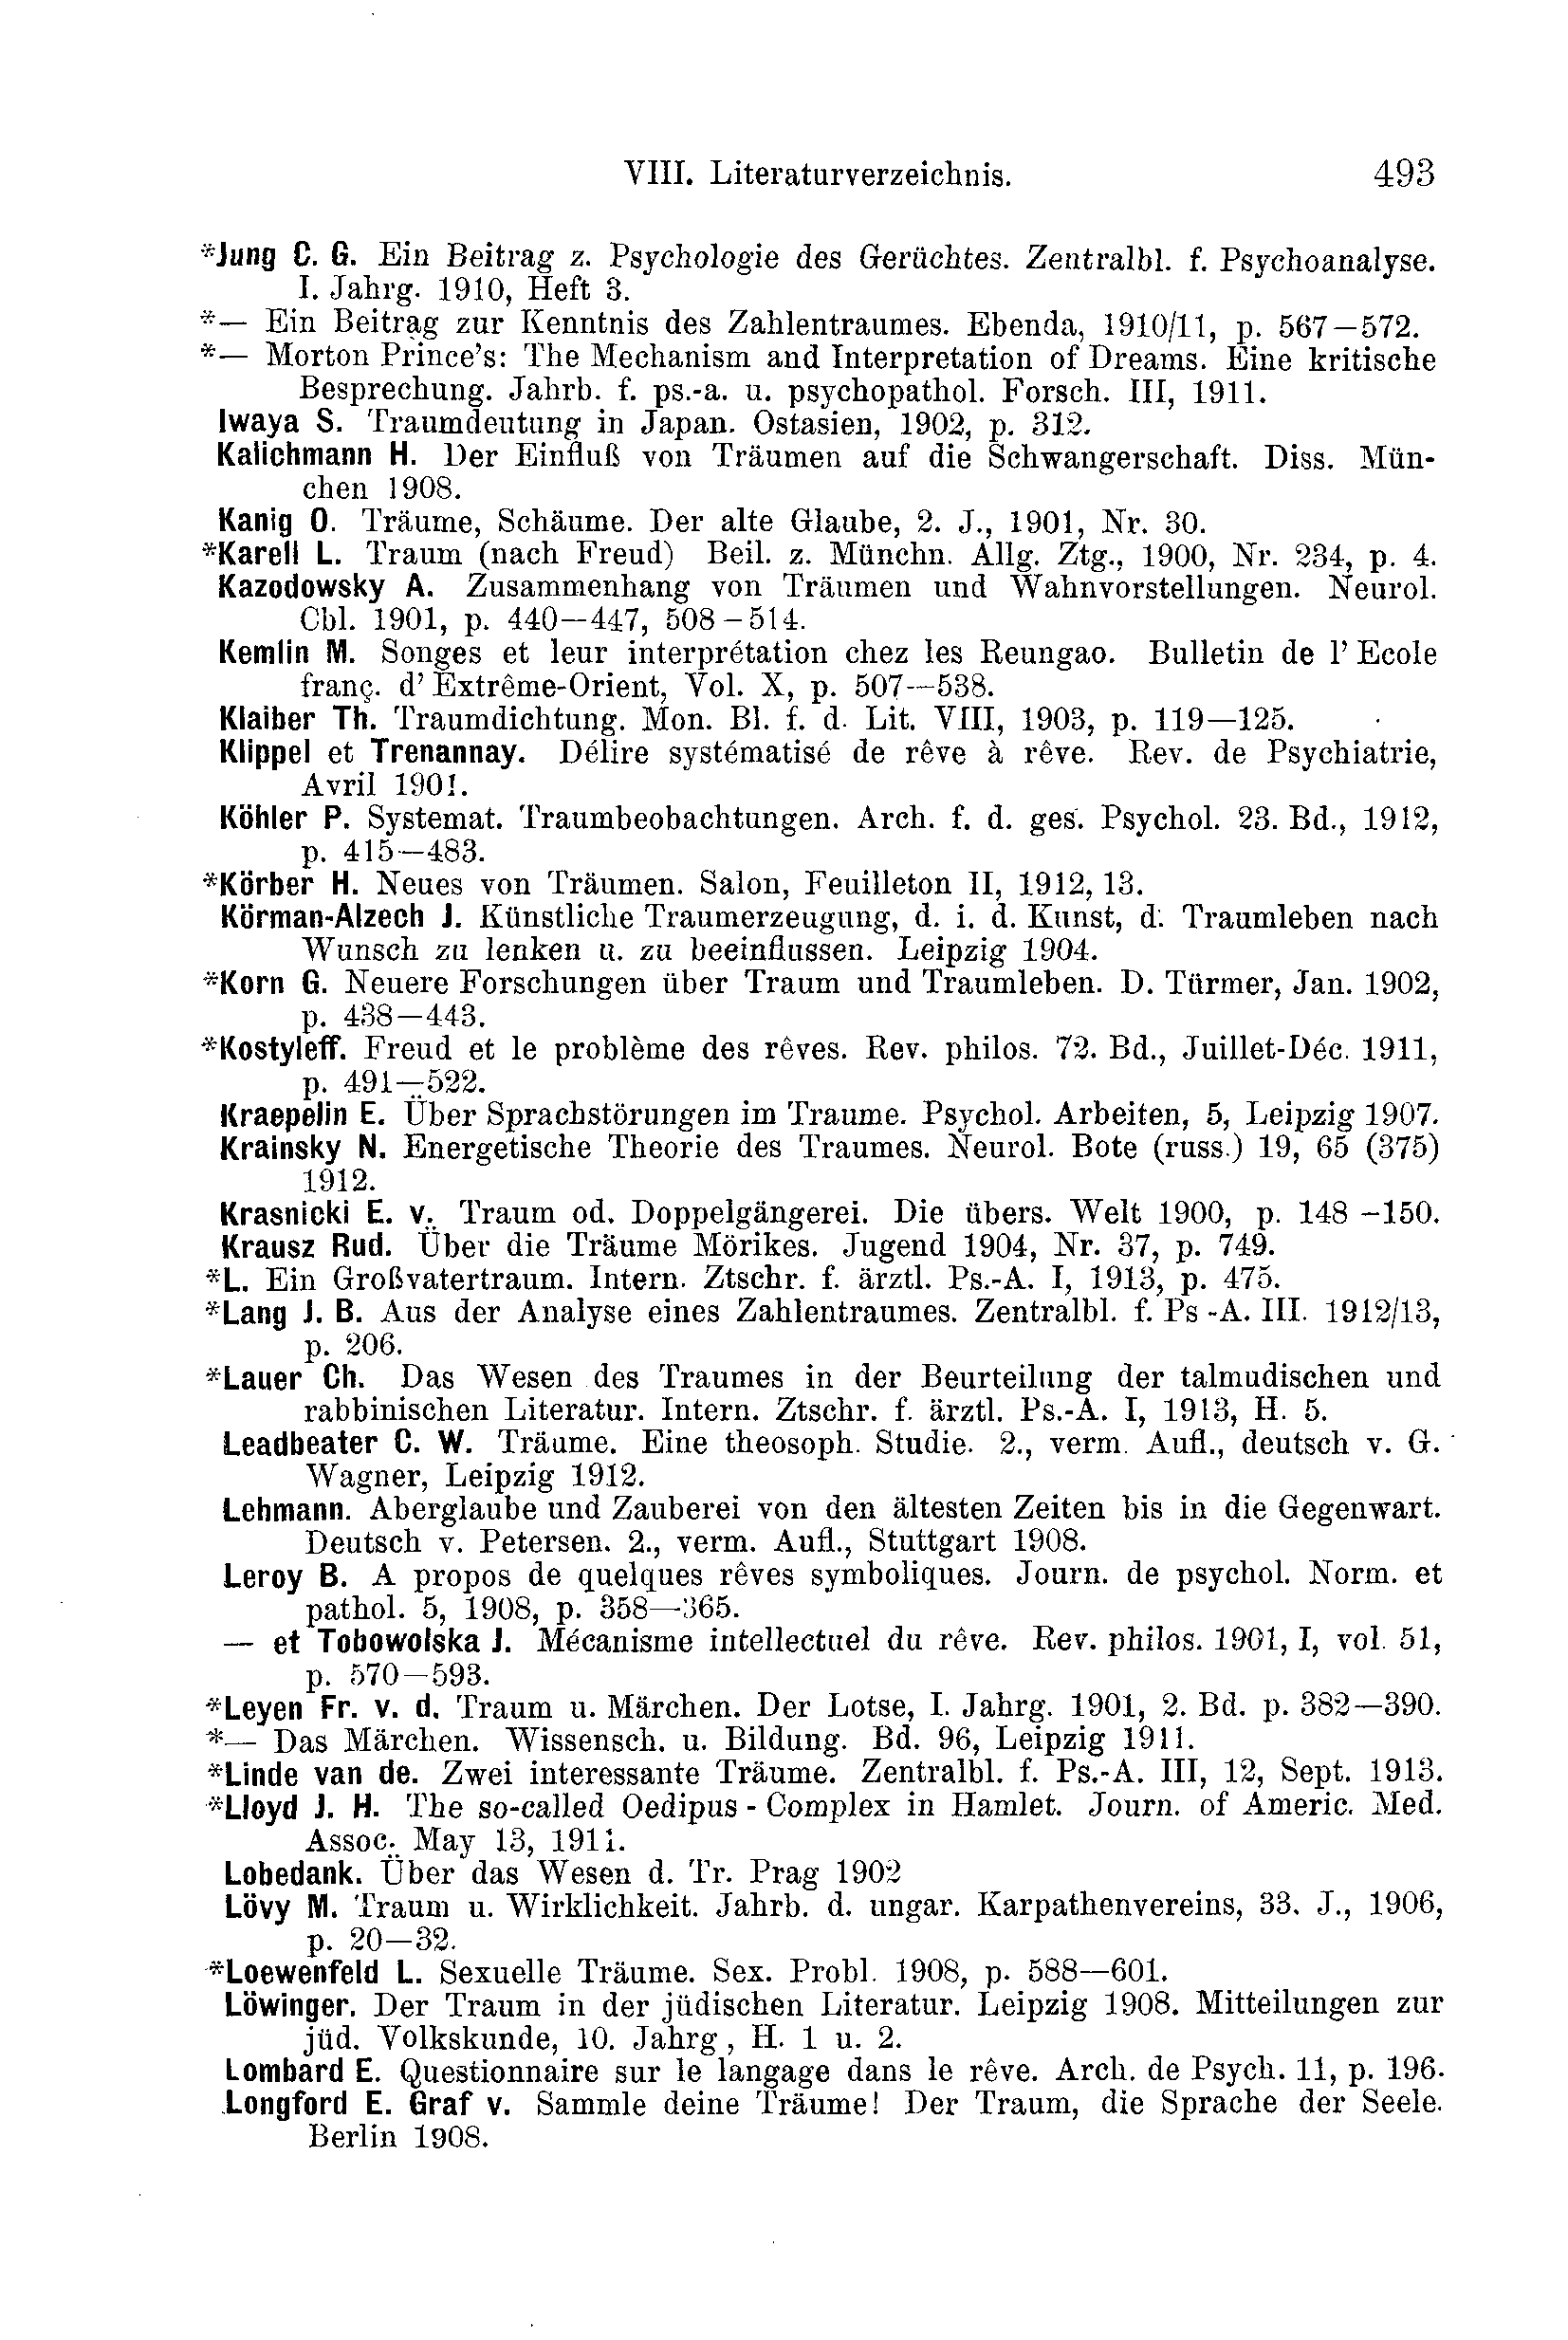 VIII. Literaturverzeichnis. 493
*Jung C. G. Ein Beitrag z. Psychologie des Gerüchtes. Zentralbl. f. Psychoanalyse.
I. Jahrg. 1910, Heft 3.
*— Ein Beitrag zur Kenntnis des Zahlentraumes. Ebenda, 1910/11, p. 567—572.
*— Morton Prince's: The Mechanism and Interpretation of Dreams. Eine kritische
Besprechung. Jahrb. f. ps.-a. u. psychopathol. Forsch. III, 1911.
Iwaya S. Traumdeutung in Japan. Ostasien, 1902, p. 312.
Kalichmann H. Der Einfluß von Träumen auf die Schwangerschaft. Diss. Mün-
chen 1908.
Kanig O. Träume, Schäume. Der alte Glaube, 2. J., 1901, Nr. 30.
*Karell L. Traum (nach Freud) Beil. z. Münchn. Allg. Ztg., 1900, Nr. 234, p. 4.
Kazodowsky A. Zusammenhang von Träumen und Wahnvorstellungen. Neurol.
Cbl. 1901, p. 440—447, 508—514.
Kemlin M. Songes et leur interprétation chez les Reungao. Bulletin de l' Ecole
franç. d' Extrême-Orient, Vol. X, p. 507—538.
Klaiber Th. Traumdichtung. Mon. Bl. f. d. Lit. VIII, 1903, p. 119—125.
Klippel et Trenannay. Délire systématisé de rêve à rêve. Rev. de Psychiatrie,
Avril 1901.
Köhler P. Systemat. Traumbeobachtungen. Arch. f. d. ges. Psychol. 23. Bd., 1912,
p. 415—483.
*Körber H. Neues von Träumen. Salon, Feuilleton II, 1912, 13.
Körman-Alzech J. Künstliche Traumerzeugung, d. i. d. Kunst, d. Traumleben nach
Wunsch zu lenken u. zu beeinflussen. Leipzig 1904.
*Korn G. Neuere Forschungen über Traum und Traumleben. D. Türmer, Jan. 1902,
p. 438—443.
*Kostyleff. Freud et le problème des rêves. Rev. philos. 72. Bd., Juillet-Déc. 1911,
p. 491—522.
Kraepelin E. Über Sprachstörungen im Traume. Psychol. Arbeiten, 5, Leipzig 1907.
Krainsky N. Energetische Theorie des Traumes. Neurol. Bote (russ.) 19, 65 (375)
1912.
Krasnicki E. v. Traum od. Doppelgängerei. Die übers. Welt 1900, p. 148—150.
Krausz Rud. Über die Träume Mörikes. Jugend 1904, Nr. 37, p. 749.
*L. Ein Großvatertraum. Intern. Ztschr. f. ärztl. Ps.-A. I, 1913, p. 475.
*Lang J. B. Aus der Analyse eines Zahlentraumes. Zentralbl. f. Ps -A. III. 1912/13,
p. 206.
*Lauer Ch. Das Wesen des Traumes in der Beurteilung der talmudischen und
rabbinischen Literatur. Intern. Ztschr. f. ärztl. Ps.-A. I, 1913, H. 5.
Leadbeater C. W. Träume. Eine theosoph. Studie. 2., verm. Aufl., deutsch v. G.
Wagner, Leipzig 1912.
Lehmann. Aberglaube und Zauberei von den ältesten Zeiten bis in die Gegenwart.
Deutsch v. Petersen. 2., verm. Aufl., Stuttgart 1908.
Leroy B. A propos de quelques rêves symboliques. Journ. de psychol. Norm. et
pathol. 5, 1908, p. 358—365.
— et Tobowolska J. Mécanisme intellectuel du rêve. Rev. philos. 1901, I, vol. 51,
p. 570—593.
*Leyen Fr. v. d. Traum u. Märchen. Der Lotse, I. Jahrg. 1901, 2. Bd. p. 382—390.
*— Das Märchen. Wissensch. u. Bildung. Bd. 96, Leipzig 1911.
*Linde van de. Zwei interessante Träume. Zentralbl. f. Ps.-A. III, 12, Sept. 1913.
*Lloyd J. H. The so-called Oedipus - Complex in Hamlet. Journ. of Americ. Med.
Assoc. May 13, 1911.
Lobedank. Über das Wesen d. Tr. Prag 1902
Lövy M. Traum u. Wirklichkeit. Jahrb. d. ungar. Karpathenvereins, 33. J., 1906,
p. 20—32.
*Loewenfeld L. Sexuelle Träume. Sex. Probl. 1908, p. 588—601.
Löwinger. Der Traum in der jüdischen Literatur. Leipzig 1908. Mitteilungen zur
jüd. Volkskunde, 10. Jahrg , H. 1 u. 2.
Lombard E. Questionnaire sur le langage dans le rêve. Arch. de Psych. 11, p. 196.
Longford E. Graf v. Sammle deine Träume! Der Traum, die Sprache der Seele.
Berlin 1908.